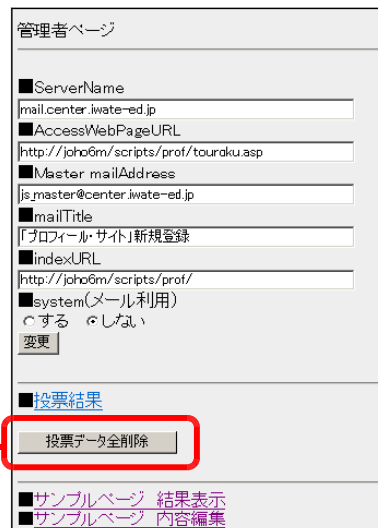 管理者ページ
■ServerName
mail.center.iwate-ed.jp
■AccessWebPageURL
http://joho6m/scripts/prof/touroku.asp
■Master mailAddress
js_master@center.iwate-ed.jp
■mailTitle
「プロフィール・サイト」新規登録
■indexURL
http://joho6m/scripts/prof/
■system(メール利用)
する しない
変更
■投票結果
投票データ全削除
■サンプルページ 結果表示
■サンプルページ 内容編集